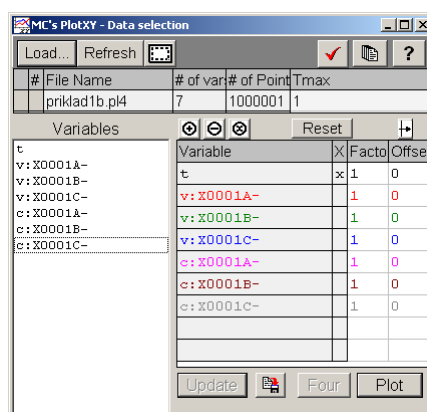 MC's PlotXY - Data selection
Load... Refresh ?
# File Name # of var: # of Point Tmax
priklad1b.pl4 7 1000001 1
Variables Reset
t
v:X0001A-
v:X0001B-
v:X0001C-
c:X0001A-
c:X0001B-
c:X0001C-
Variable X Facto Offse
t x 1 0
v:X0001A- 1 0
v:X0001B- 1 0
v:X0001C- 1 0
c:X0001A- 1 0
c:X0001B- 1 0
c:X0001C- 1 0
Update Four Plot